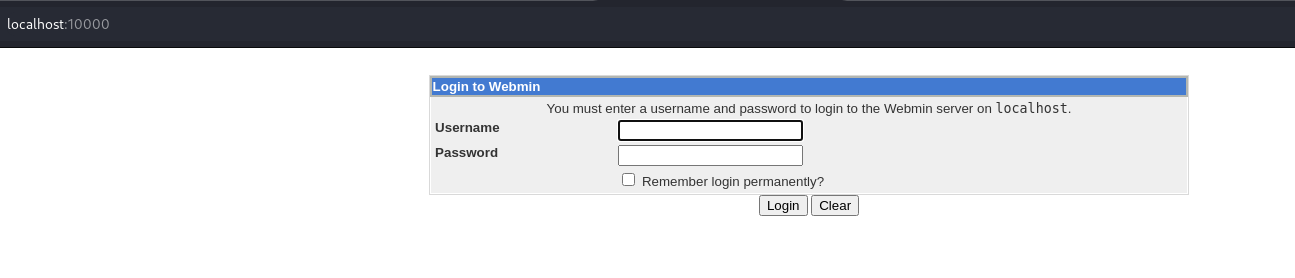 localhost:10000
Login to Webmin
You must enter a username and password to login to the Webmin server on localhost.
Username
Password
Remember login permanently?
Login Clear